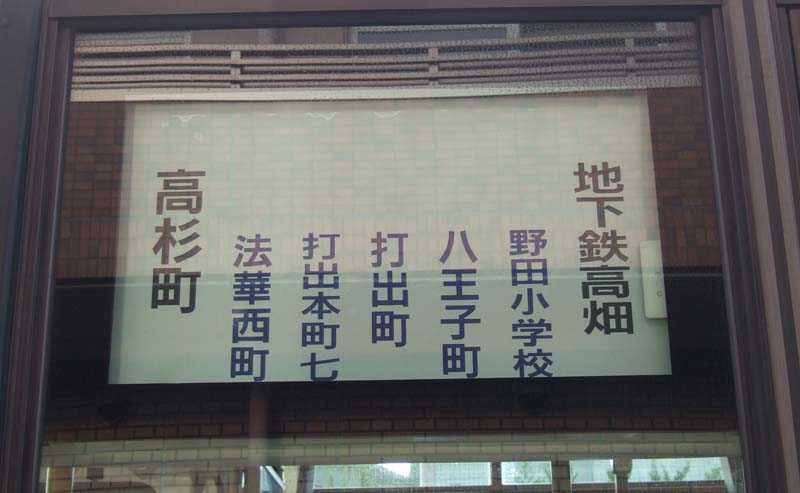 地下鉄高畑
野田小学校
八王子町
打出町
打出本町七
法華西町
高杉町